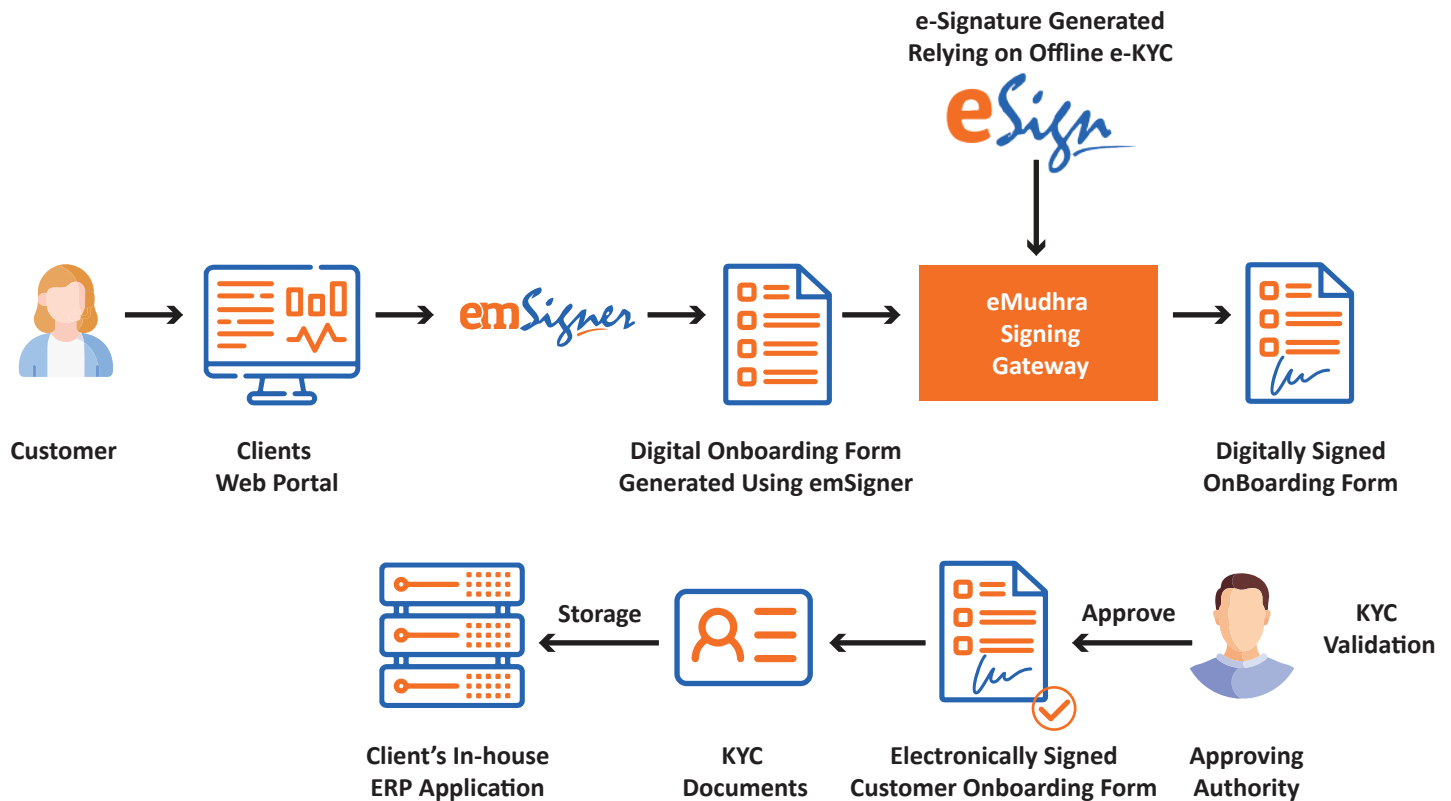 e-Signature Generated
Relying on Offline e-KYC
eSign
emSigner
eMudhra
Signing
Gateway
Customer
Clients
Web Portal
Digital Onboarding Form
Generated Using emSigner
Digitally Signed
OnBoarding Form
Storage
Approve
KYC
Validation
Client's In-house
ERP Application
KYC
Documents
Electronically Signed
Customer Onboarding Form
Approving
Authority